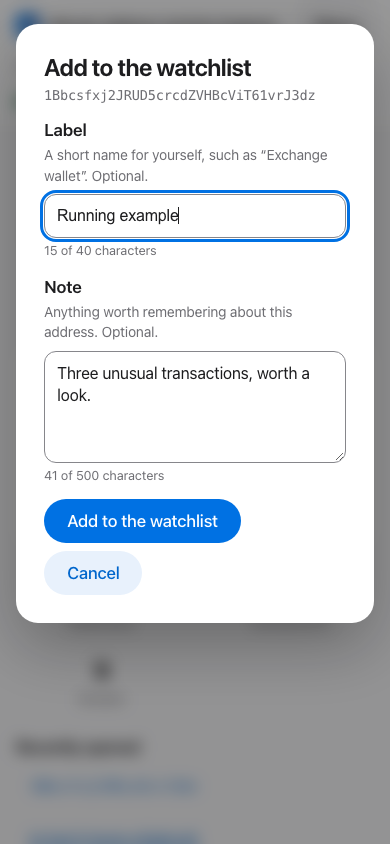 Add to the watchlist
1Bbcsfxj2JRUD5crcdZVHBcViT61vrJ3dz
Label
A short name for yourself, such as “Exchange
wallet”. Optional.
Running example
15 of 40 characters
Note
Anything worth remembering about this
address. Optional.
Three unusual transactions, worth a
look.
41 of 500 characters
Add to the watchlist
Cancel